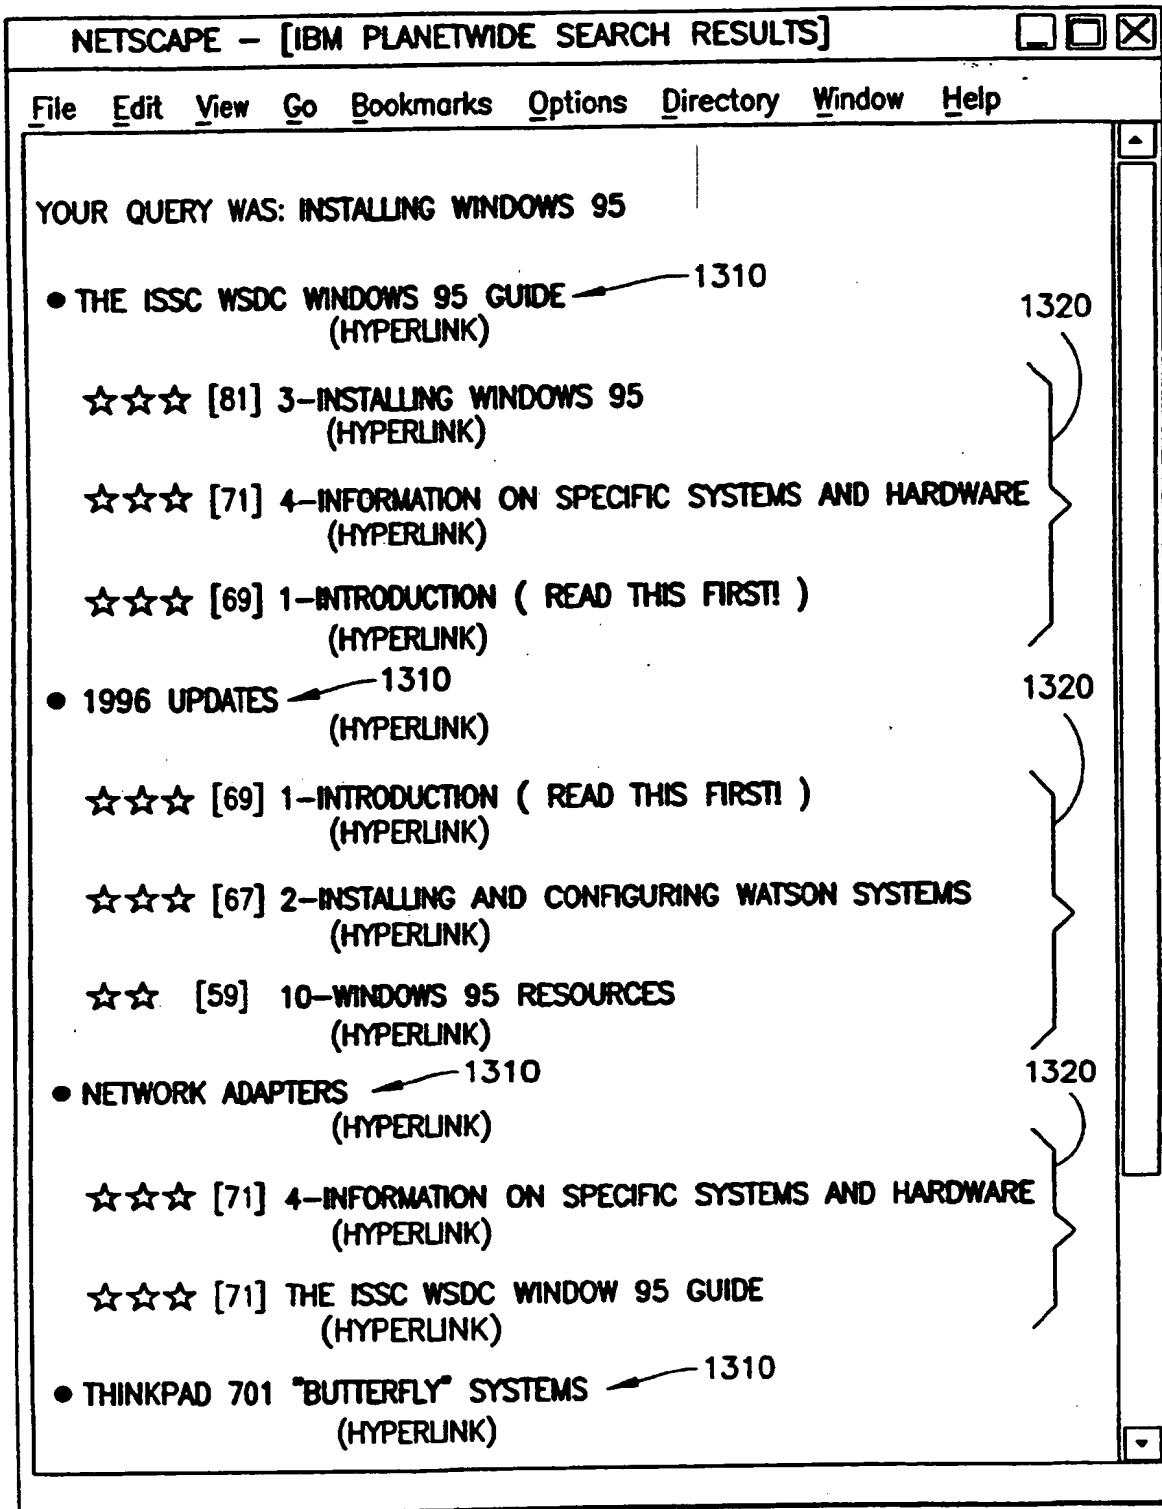 NETSCAPE – [IBM PLANETWIDE SEARCH RESULTS]
File Edit View Go Bookmarks Options Directory Window Help
YOUR QUERY WAS: INSTALLING WINDOWS 95
● THE ISSC WSDC WINDOWS 95 GUIDE 1310
(HYPERLINK)
1320
☆☆☆ [81] 3–INSTALLING WINDOWS 95
(HYPERLINK)
☆☆☆ [71] 4–INFORMATION ON SPECIFIC SYSTEMS AND HARDWARE
(HYPERLINK)
☆☆☆ [69] 1–INTRODUCTION ( READ THIS FIRST! )
(HYPERLINK)
● 1996 UPDATES 1310 1320
(HYPERLINK)
☆☆☆ [69] 1–INTRODUCTION ( READ THIS FIRST! )
(HYPERLINK)
☆☆☆ [67] 2–INSTALLING AND CONFIGURING WATSON SYSTEMS
(HYPERLINK)
☆☆ [59] 10–WINDOWS 95 RESOURCES
(HYPERLINK)
● NETWORK ADAPTERS 1310 1320
(HYPERLINK)
☆☆☆ [71] 4–INFORMATION ON SPECIFIC SYSTEMS AND HARDWARE
(HYPERLINK)
☆☆☆ [71] THE ISSC WSDC WINDOW 95 GUIDE
(HYPERLINK)
● THINKPAD 701 "BUTTERFLY" SYSTEMS 1310
(HYPERLINK)